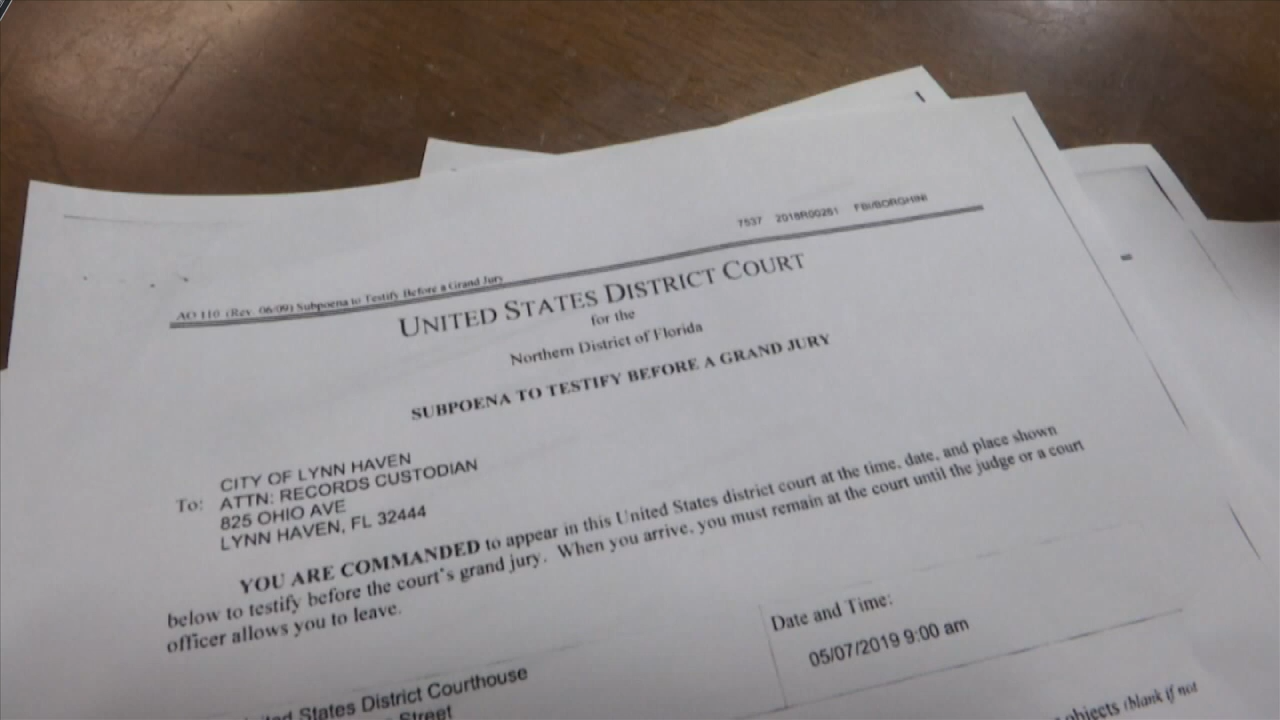 7537 2018R00261 FBI/BORGHINI
AO 110 (Rev. 06/09) Subpoena to Testify Before a Grand Jury
UNITED STATES DISTRICT COURT
for the
Northern District of Florida
SUBPOENA TO TESTIFY BEFORE A GRAND JURY
To: CITY OF LYNN HAVEN
ATTN: RECORDS CUSTODIAN
825 OHIO AVE
LYNN HAVEN, FL 32444
YOU ARE COMMANDED to appear in this United States district court at the time, date, and place shown
below to testify before the court's grand jury. When you arrive, you must remain at the court until the judge or a court
officer allows you to leave.
Date and Time:
05/07/2019 9:00 am
States District Courthouse
Street
objects (blank if not